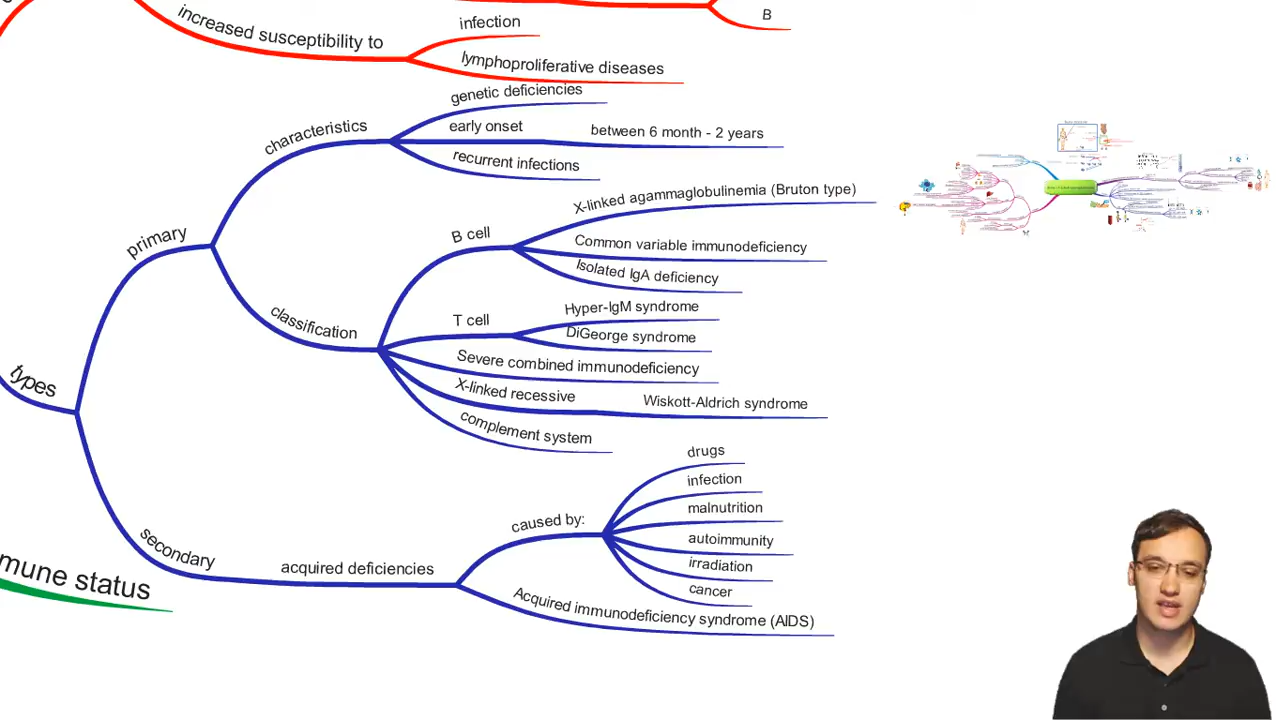 B
increased susceptibility to
infection
lymphoproliferative diseases
types
primary
characteristics
genetic deficiencies
early onset
between 6 month - 2 years
recurrent infections
classification
B cell
X-linked agammaglobulinemia (Bruton type)
Common variable immunodeficiency
Isolated IgA deficiency
T cell
Hyper-IgM syndrome
DiGeorge syndrome
Severe combined immunodeficiency
X-linked recessive
Wiskott-Aldrich syndrome
complement system
secondary
acquired deficiencies
caused by:
drugs
infection
malnutrition
autoimmunity
irradiation
cancer
Acquired immunodeficiency syndrome (AIDS)
mune status